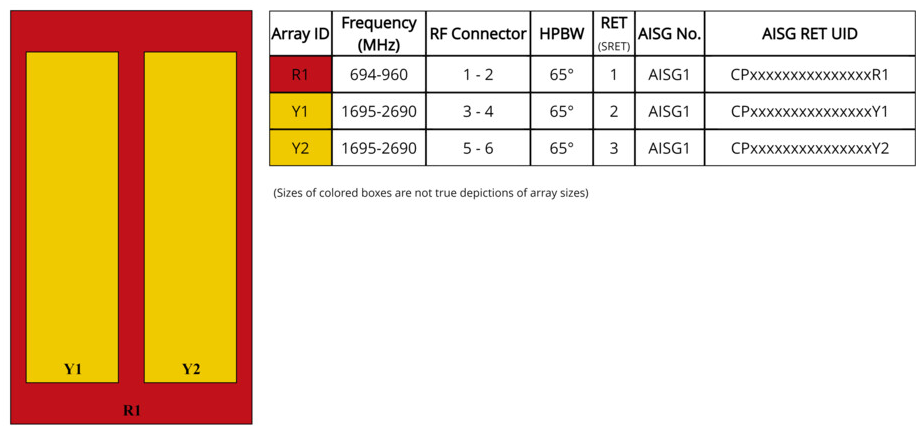 Y1
Y2
R1
Array ID Frequency (MHz) RF Connector HPBW RET (SRET) AISG No. AISG RET UID
R1 694-960 1 - 2 65° 1 AISG1 CPxxxxxxxxxxxxxxxR1
Y1 1695-2690 3 - 4 65° 2 AISG1 CPxxxxxxxxxxxxxxxY1
Y2 1695-2690 5 - 6 65° 3 AISG1 CPxxxxxxxxxxxxxxxY2
(Sizes of colored boxes are not true depictions of array sizes)